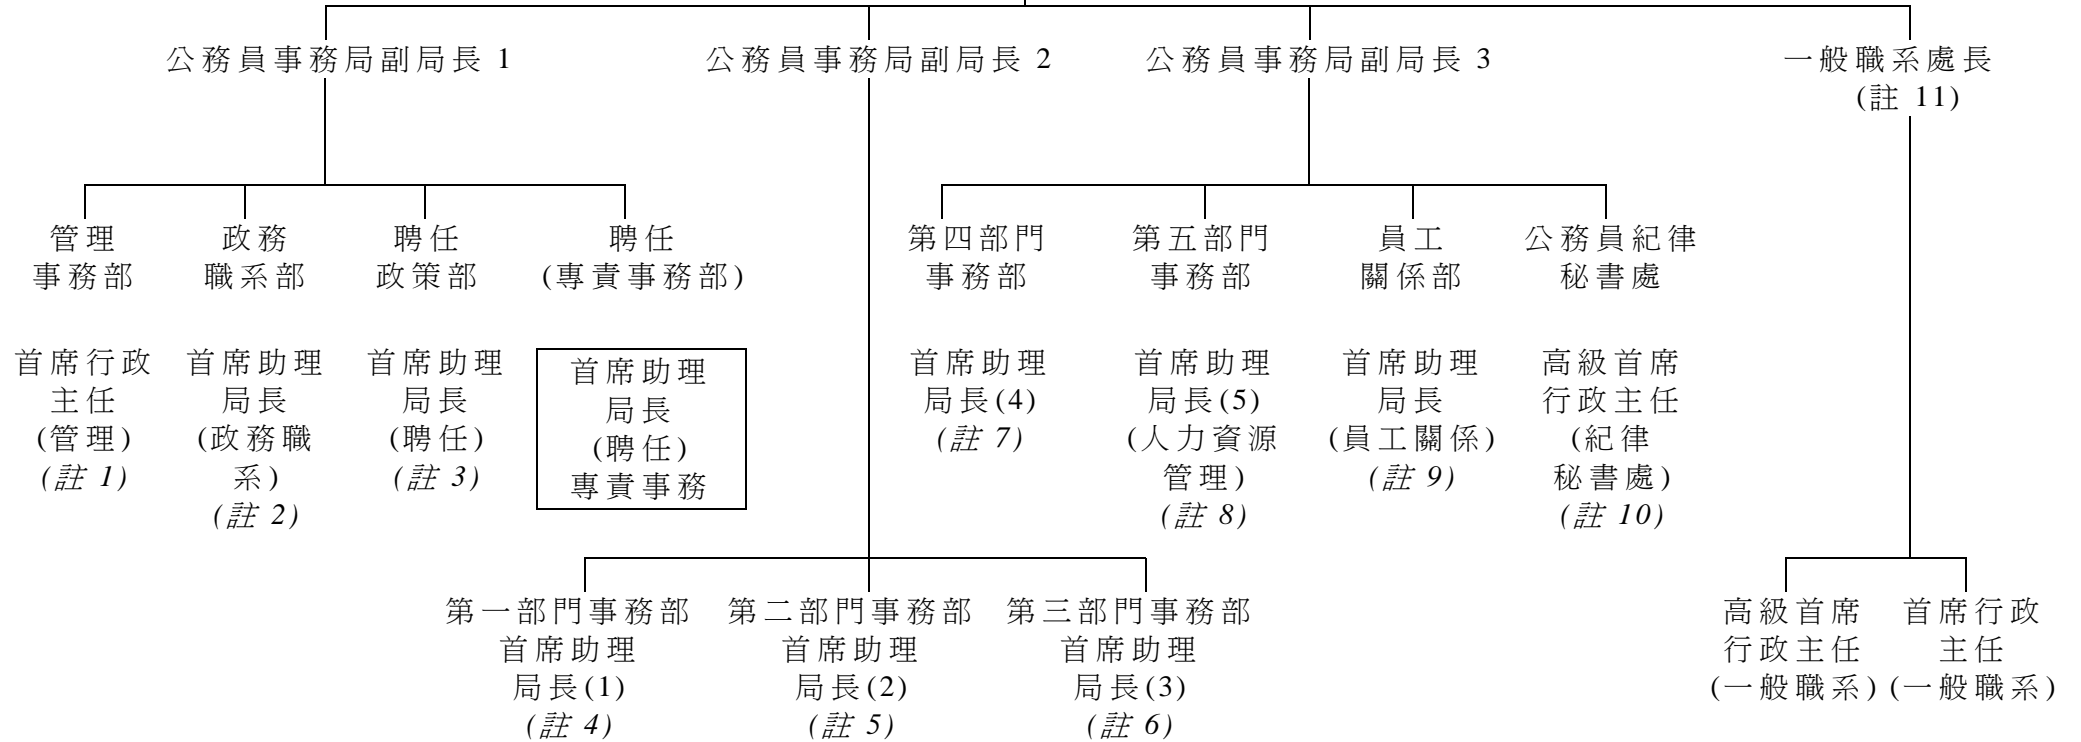 公務員事務局副局長 1
公務員事務局副局長 2
公務員事務局副局長 3
一般職系處長
(註 11)
管理
事務部
政務
職系部
聘任
政策部
聘任
(專責事務部)
第四部門
事務部
第五部門
事務部
員工
關係部
公務員紀律
秘書處
首席行政
主任
(管理)
(註 1)
首席助理
局長
(政務職
系)
(註 2)
首席助理
局長
(聘任)
(註 3)
首席助理
局長
(聘任)
專責事務
首席助理
局長(4)
(註 7)
首席助理
局長(5)
(人力資源
管理)
(註 8)
首席助理
局長
(員工關係)
(註 9)
高級首席
行政主任
(紀律
秘書處)
(註 10)
第一部門事務部
首席助理
局長(1)
(註 4)
第二部門事務部
首席助理
局長(2)
(註 5)
第三部門事務部
首席助理
局長(3)
(註 6)
高級首席
行政主任
(一般職系)
首席行政
主任
(一般職系)